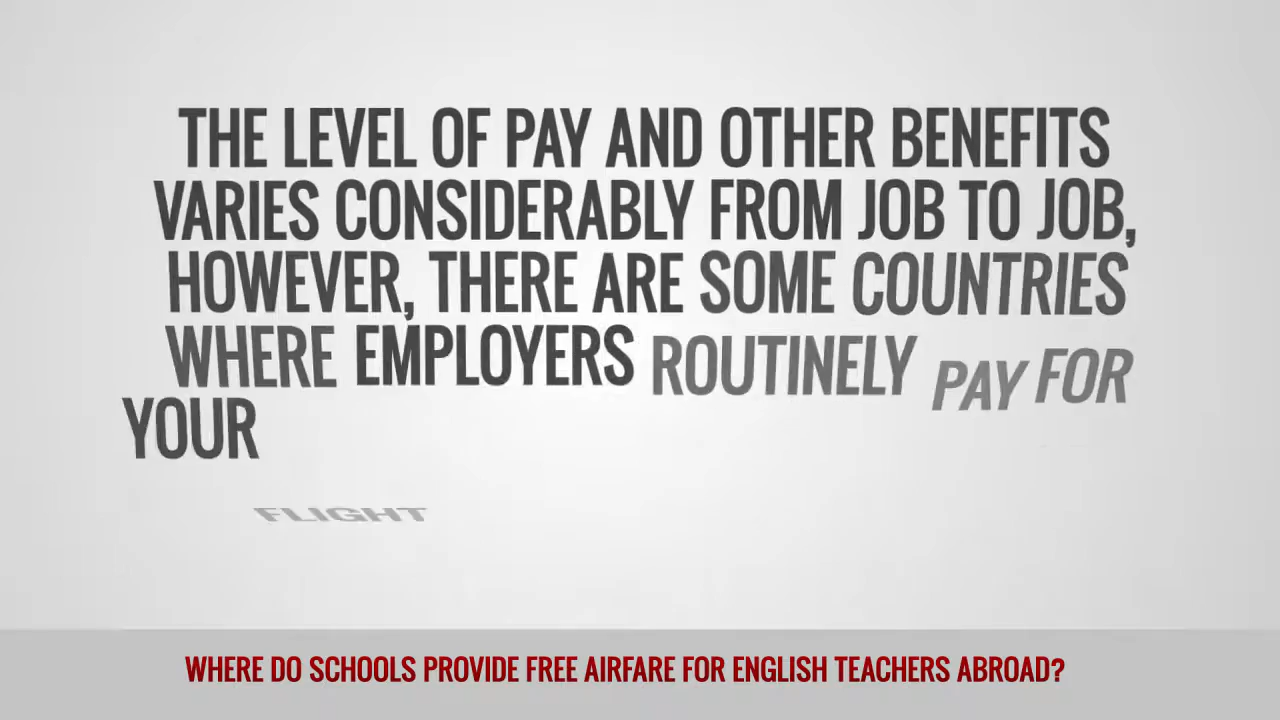 THE LEVEL OF PAY AND OTHER BENEFITS
VARIES CONSIDERABLY FROM JOB TO JOB,
HOWEVER, THERE ARE SOME COUNTRIES
WHERE EMPLOYERS ROUTINELY PAY FOR
YOUR
FLIGHT
WHERE DO SCHOOLS PROVIDE FREE AIRFARE FOR ENGLISH TEACHERS ABROAD?